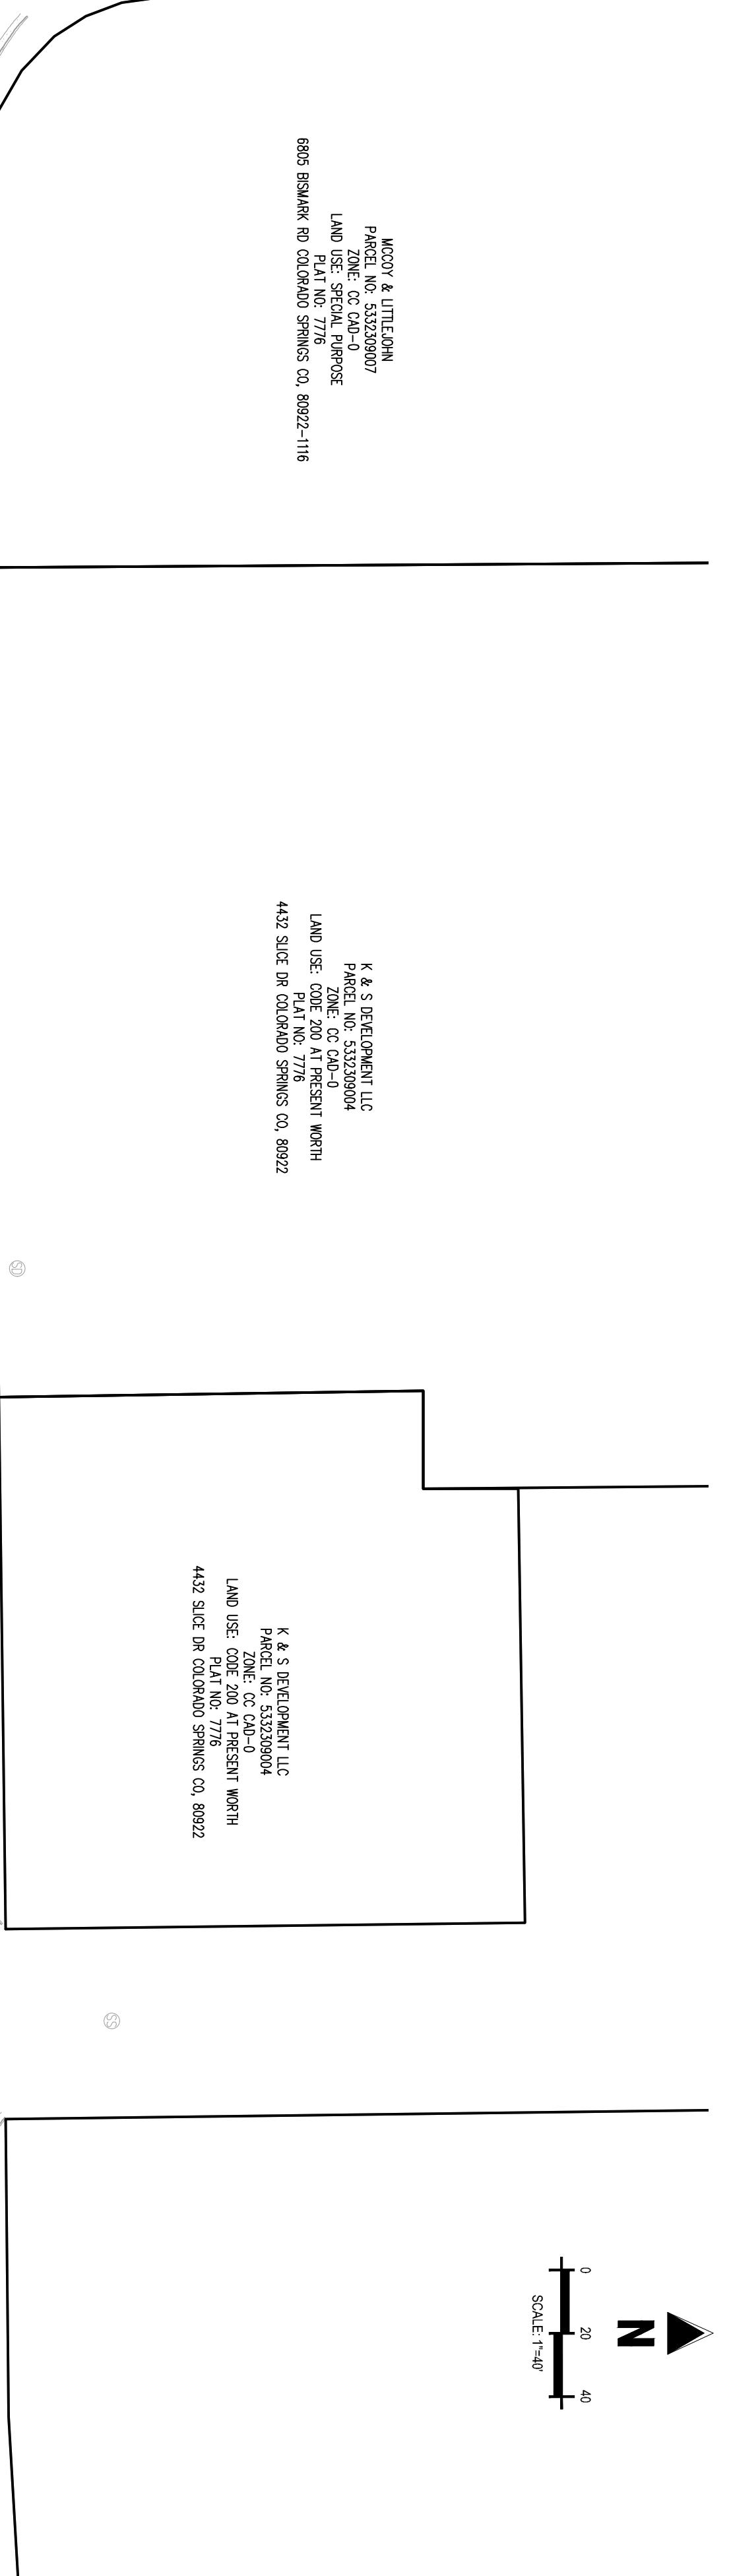 MCCOY & LITTLEJOHN
PARCEL NO: 5332309007
ZONE: CC CAD-O
LAND USE: SPECIAL PURPOSE
PLAT NO: 7776
6805 BISMARK RD COLORADO SPRINGS CO, 80922-1116
K & S DEVELOPMENT LLC
PARCEL NO: 5332309004
ZONE: CC CAD-O
LAND USE: CODE 200 AT PRESENT WORTH
PLAT NO: 7776
4432 SLICE DR COLORADO SPRINGS CO, 80922
SD
K & S DEVELOPMENT LLC
PARCEL NO: 5332309004
ZONE: CC CAD-O
LAND USE: CODE 200 AT PRESENT WORTH
PLAT NO: 7776
4432 SLICE DR COLORADO SPRINGS CO, 80922
SS
N
0 20 40
SCALE: 1"=40'